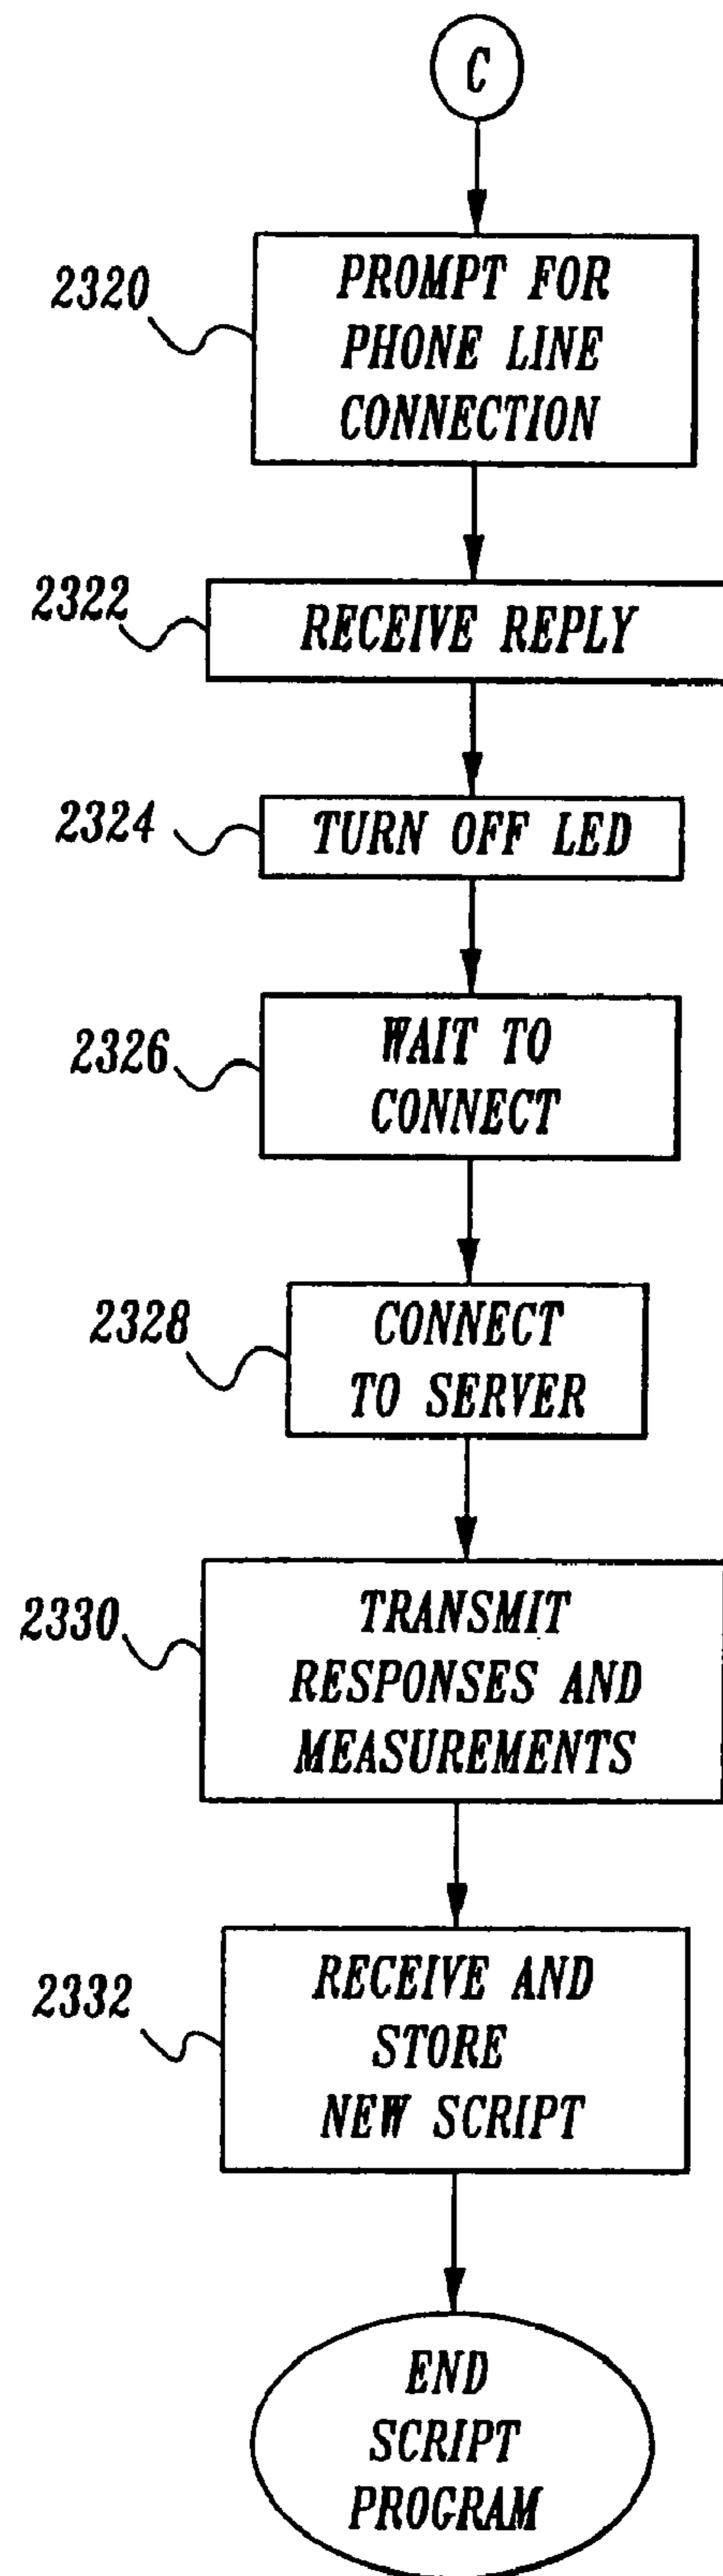 C
2320
PROMPT FOR
PHONE LINE
CONNECTION
2322
RECEIVE REPLY
2324
TURN OFF LED
2326
WAIT TO
CONNECT
2328
CONNECT
TO SERVER
2330
TRANSMIT
RESPONSES AND
MEASUREMENTS
2332
RECEIVE AND
STORE
NEW SCRIPT
END
SCRIPT
PROGRAM